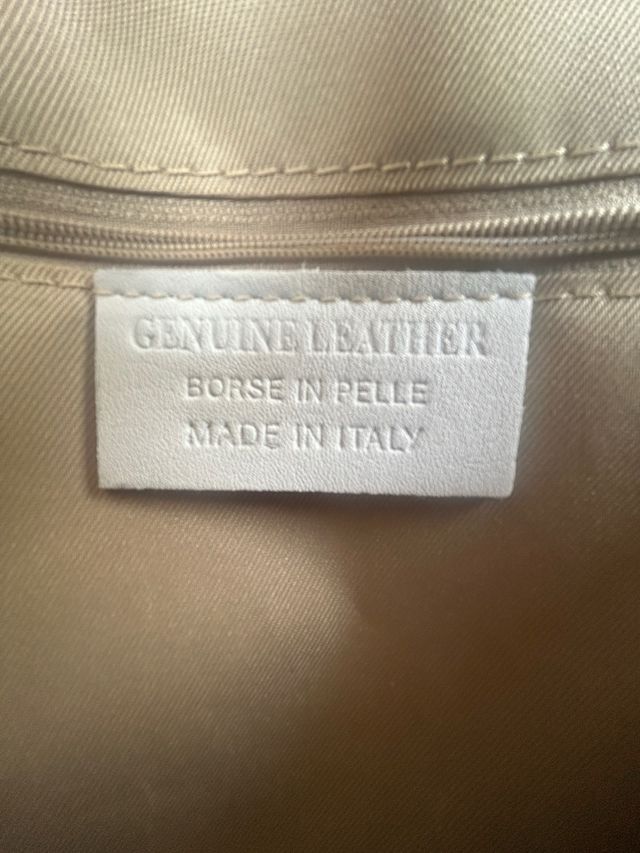 GENUINE LEATHER
BORSE IN PELLE
MADE IN ITALY